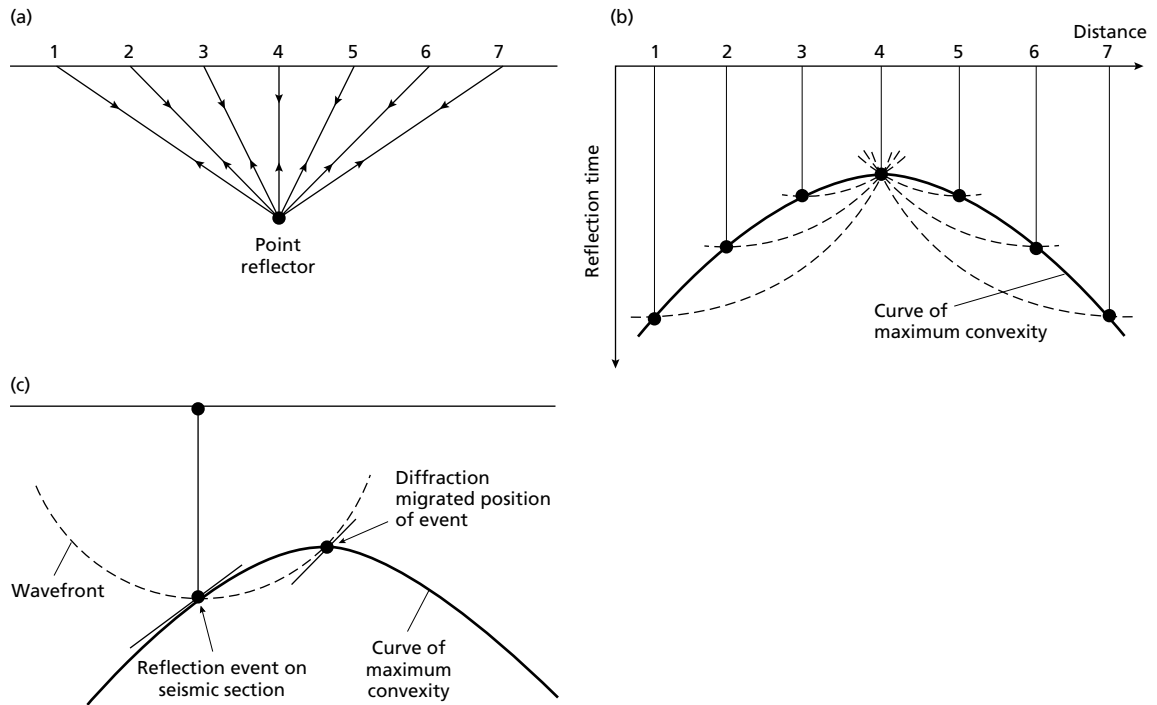 (a)
1 2 3 4 5 6 7
Point
reflector
(b)
Distance
1 2 3 4 5 6 7
Reflection time
Curve of
maximum convexity
(c)
Diffraction
migrated position
of event
Wavefront
Reflection event on
seismic section
Curve of
maximum
convexity